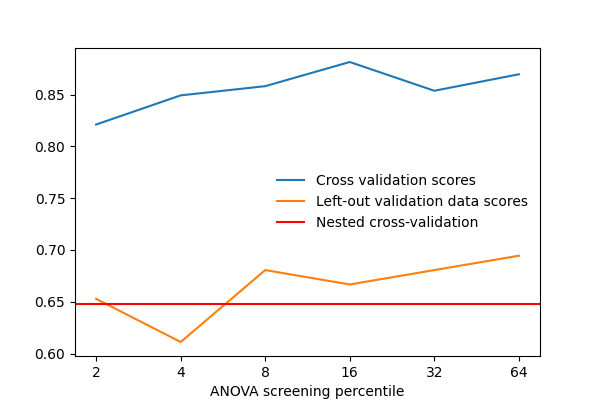 0.85
0.80
0.75
0.70
0.65
0.60
Cross validation scores
Left-out validation data scores
Nested cross-validation
2 4 8 16 32 64
ANOVA screening percentile